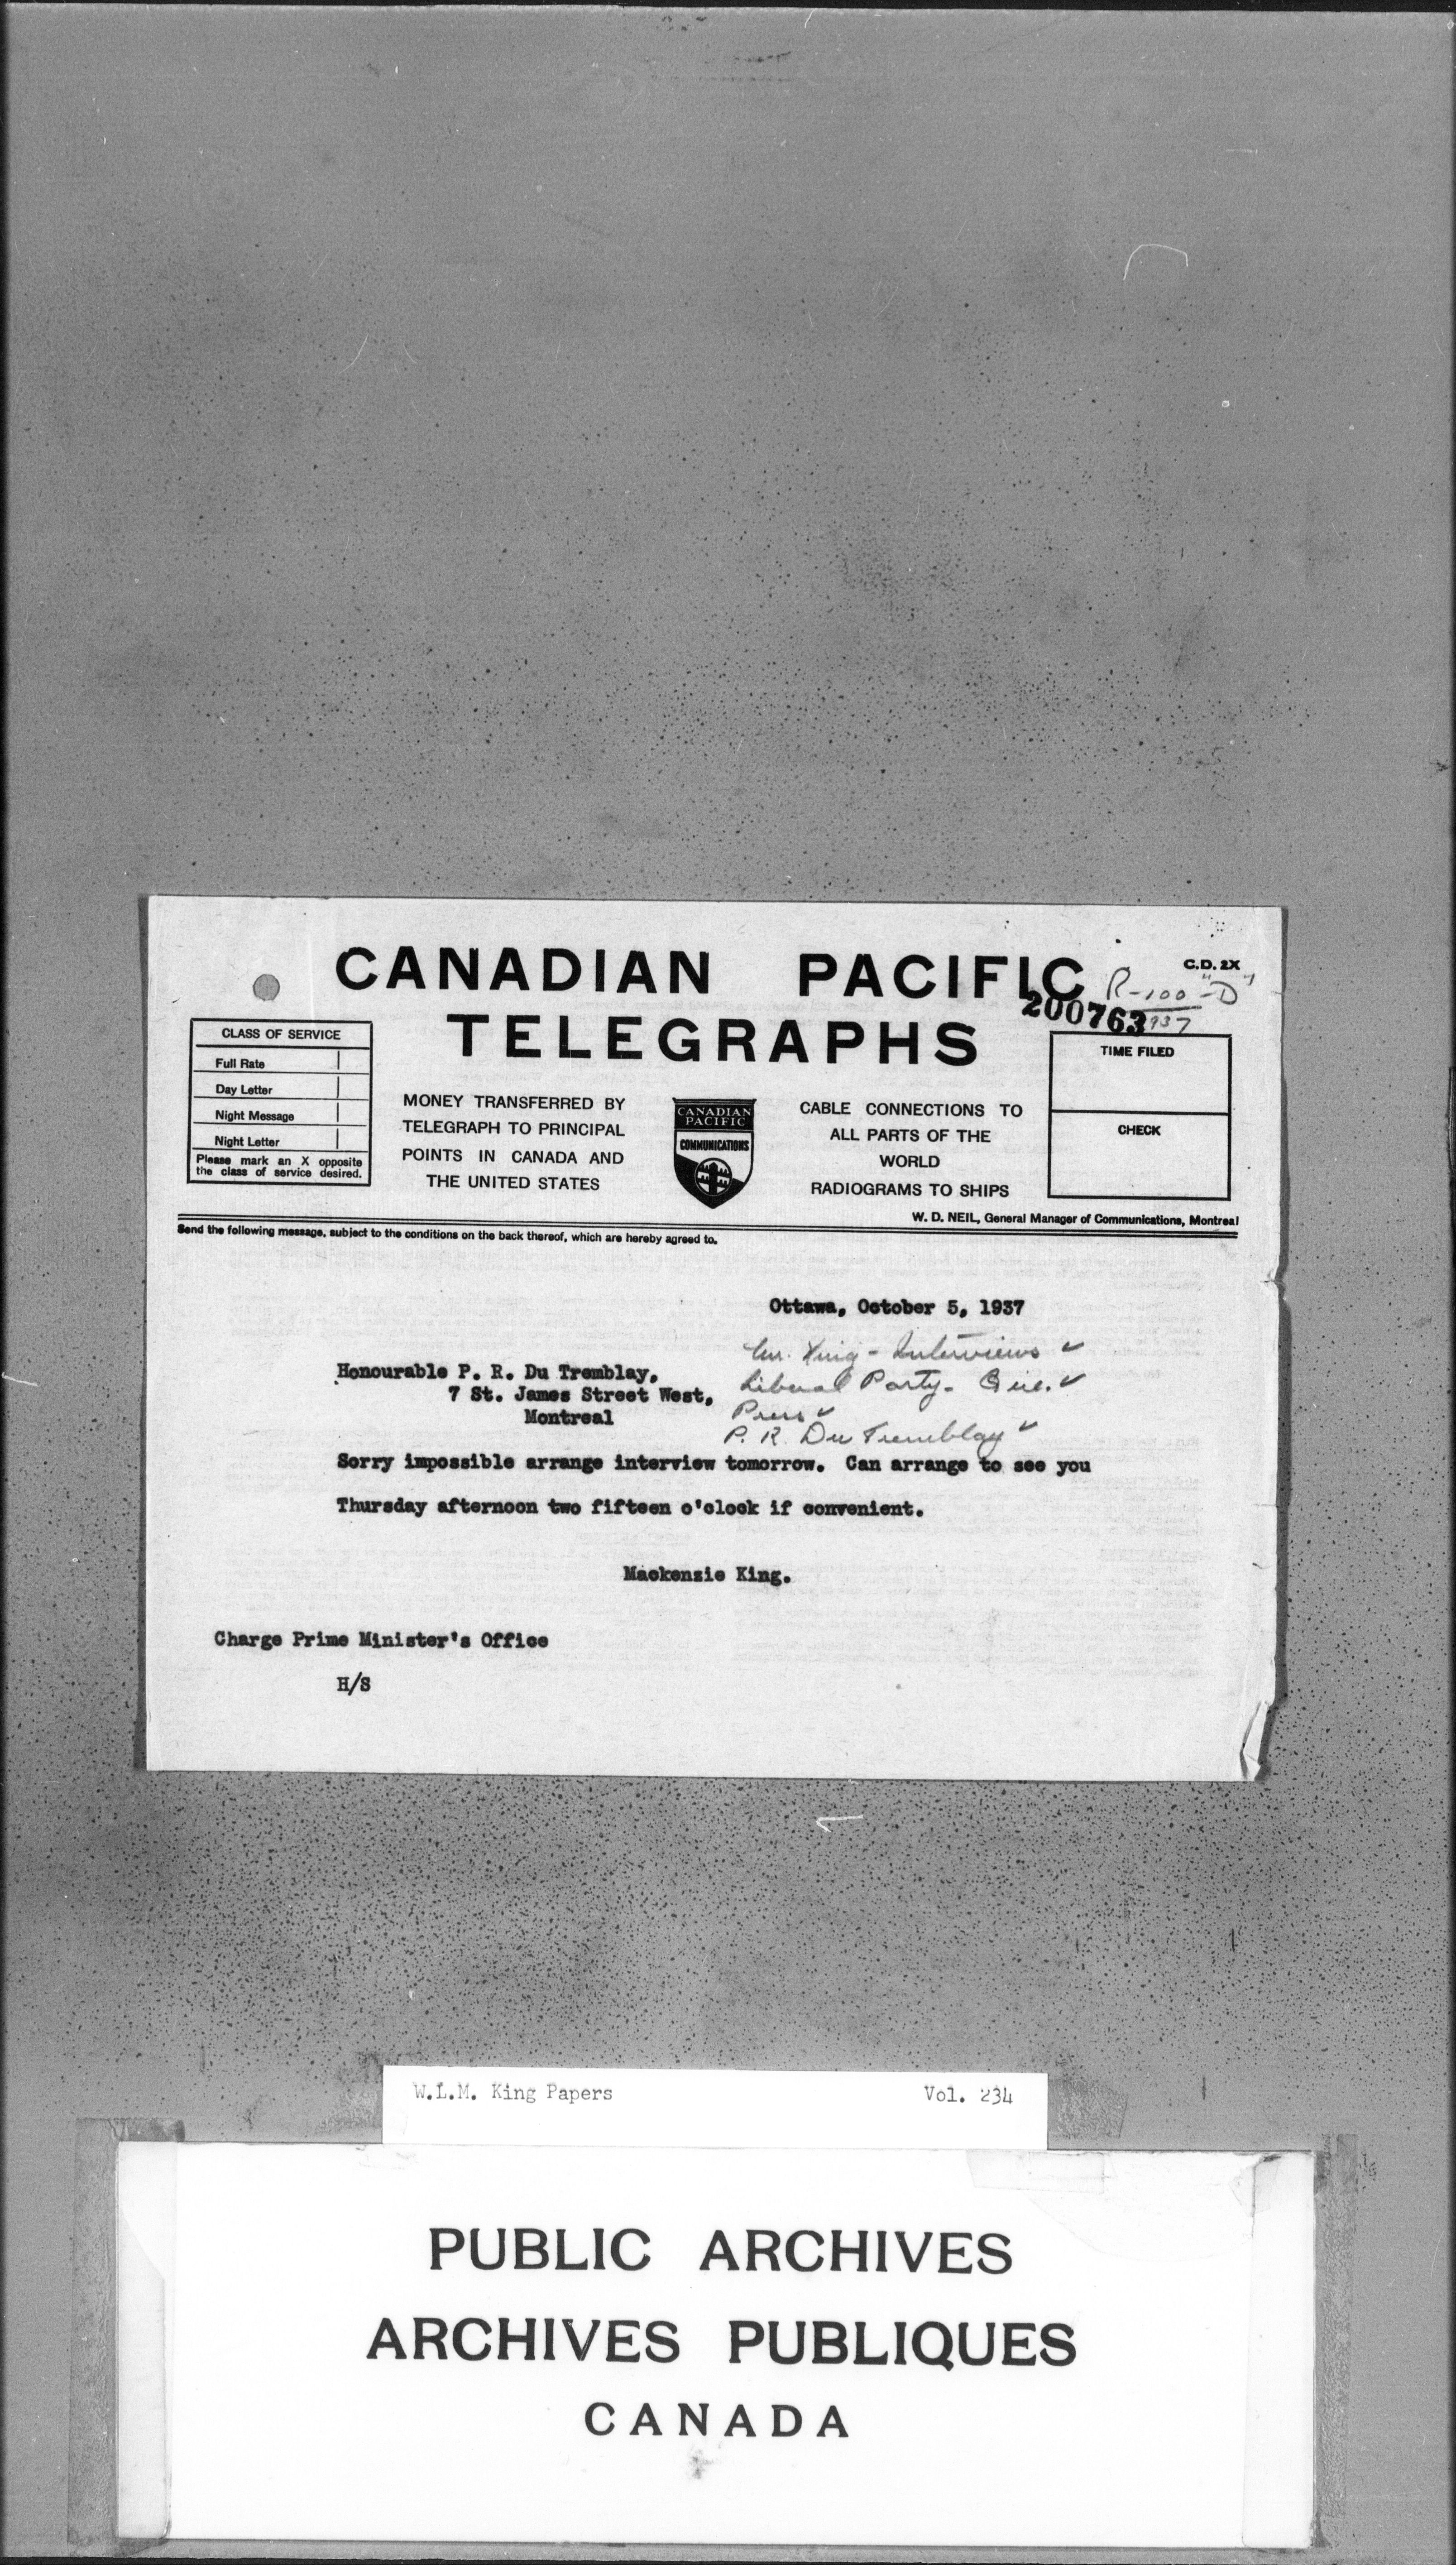 CANADIAN PACIFIC
TELEGRAPHS
C.D. 2X
R-100-"D"
1937
200763
CLASS OF SERVICE
Full Rate
Day Letter
Night Message
Night Letter
Please mark an X opposite
the class of service desired.
MONEY TRANSFERRED BY
TELEGRAPH TO PRINCIPAL
POINTS IN CANADA AND
THE UNITED STATES
CANADIAN
PACIFIC
COMMUNICATIONS
CABLE CONNECTIONS TO
ALL PARTS OF THE
WORLD
RADIOGRAMS TO SHIPS
TIME FILED
CHECK
W. D. NEIL, General Manager of Communications, Montreal
Send the following message, subject to the conditions on the back thereof, which are hereby agreed to.
Ottawa, October 5, 1937
Mr. King - Interviews ✓
Liberal Party - Que. ✓
Press ✓
P. R. Du Tremblay ✓
Honourable P. R. Du Tremblay,
7 St. James Street West,
Montreal
Sorry impossible arrange interview tomorrow. Can arrange to see you
Thursday afternoon two fifteen o'clock if convenient.
Mackenzie King.
Charge Prime Minister's Office
H/S
W.L.M. King Papers Vol. 234
PUBLIC ARCHIVES
ARCHIVES PUBLIQUES
CANADA